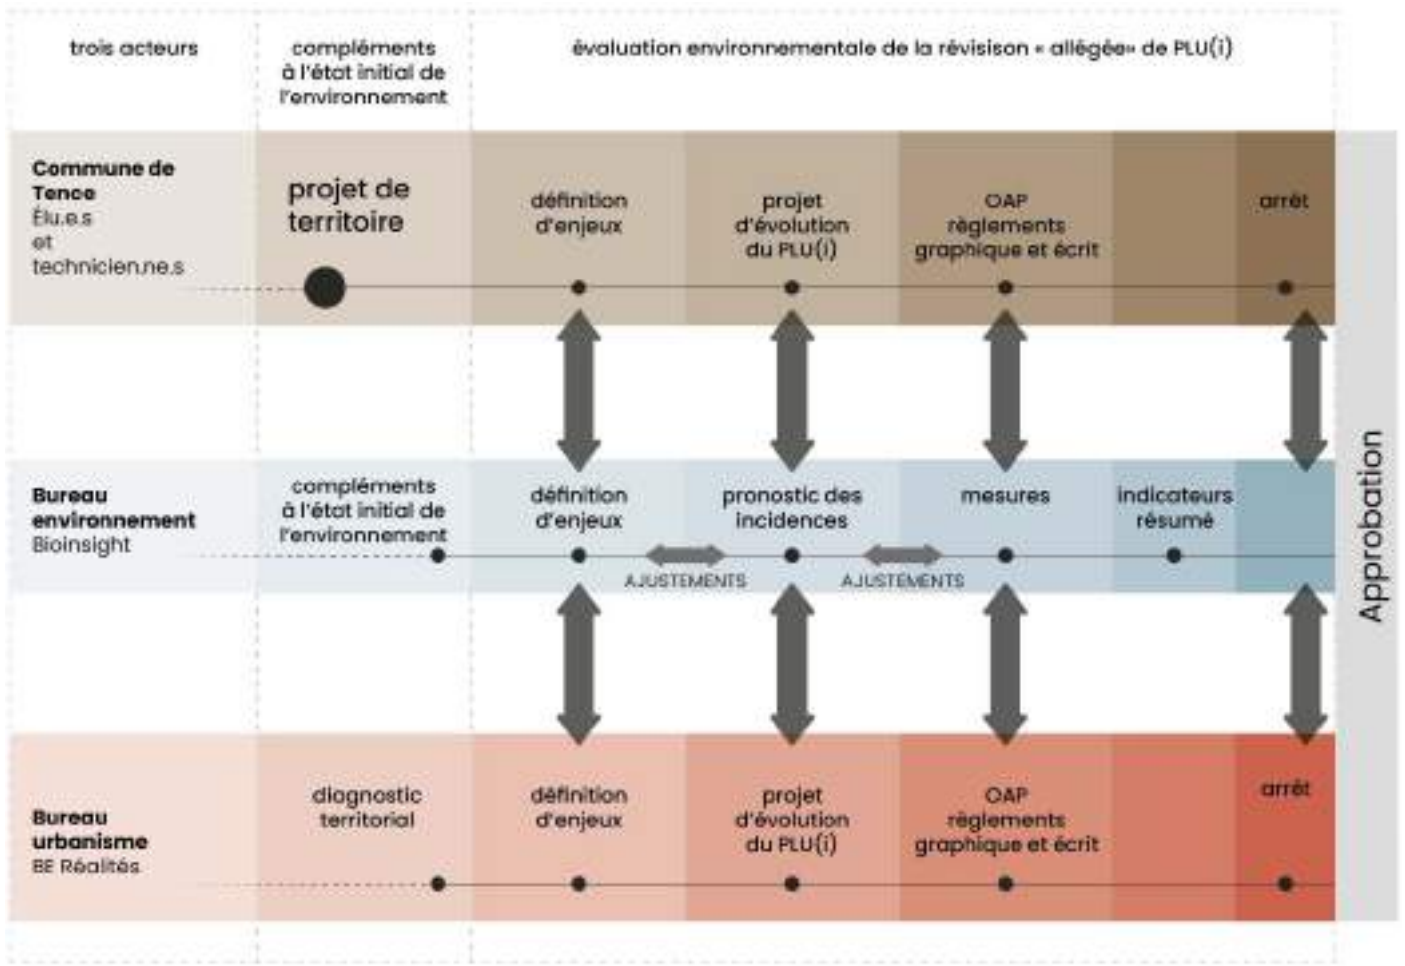 trois acteurs
compléments
à l'état initial de
l'environnement
évaluation environnementale de la révisison « allégée» de PLU(i)
Commune de
Tence
Élu.e.s
et
technicien.ne.s
projet de
territoire
définition
d'enjeux
projet
d'évolution
du PLU(i)
OAP
règlements
graphique et écrit
arrêt
Bureau
environnement
Bioinsight
compléments
à l'état initial de
l'environnement
définition
d'enjeux
pronostic des
incidences
mesures
indicateurs
résumé
AJUSTEMENTS
AJUSTEMENTS
Approbation
Bureau
urbanisme
BE Réalités
diagnostic
territorial
définition
d'enjeux
projet
d'évolution
du PLU(i)
OAP
règlements
graphique et écrit
arrêt